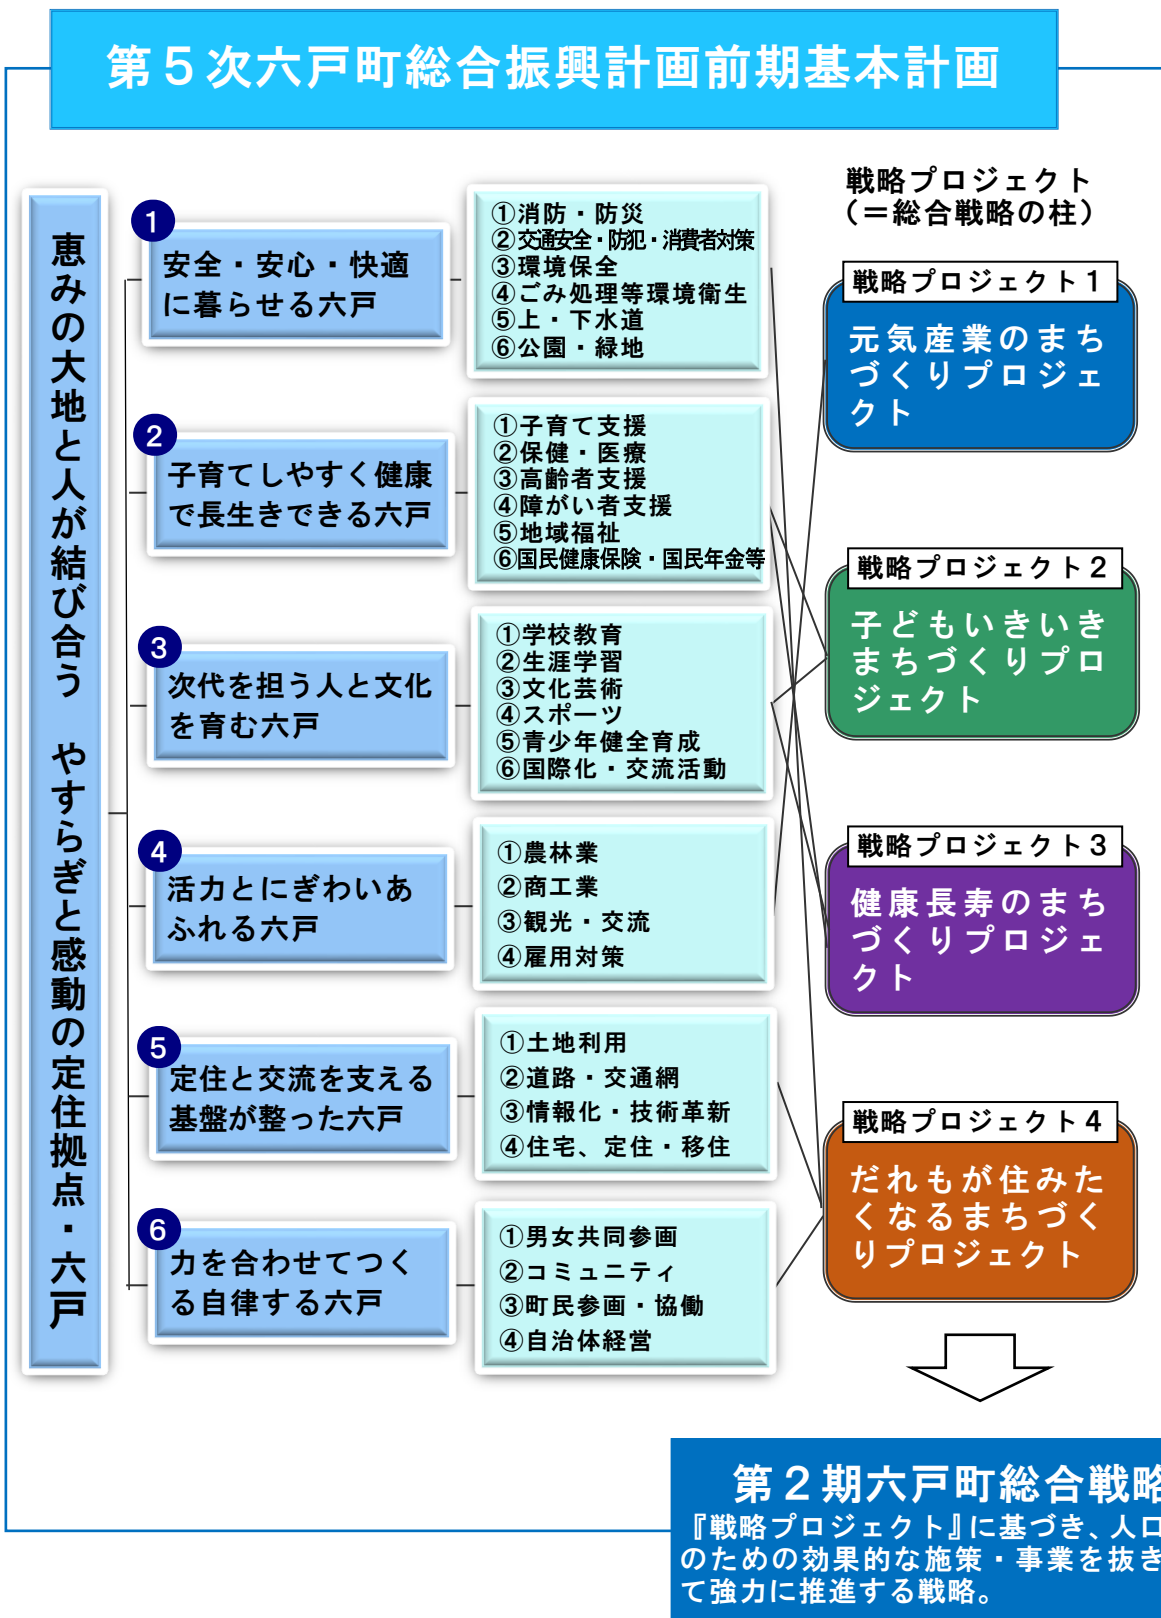 第５次六戸町総合振興計画前期基本計画
恵みの大地と人が結び合う　やすらぎと感動の定住拠点・六戸
1
安全・安心・快適
に暮らせる六戸
①消防・防災
②交通安全・防犯・消費者対策
③環境保全
④ごみ処理等環境衛生
⑤上・下水道
⑥公園・緑地
2
子育てしやすく健康
で長生きできる六戸
①子育て支援
②保健・医療
③高齢者支援
④障がい者支援
⑤地域福祉
⑥国民健康保険・国民年金等
3
次代を担う人と文化
を育む六戸
①学校教育
②生涯学習
③文化芸術
④スポーツ
⑤青少年健全育成
⑥国際化・交流活動
4
活力とにぎわいあ
ふれる六戸
①農林業
②商工業
③観光・交流
④雇用対策
5
定住と交流を支える
基盤が整った六戸
①土地利用
②道路・交通網
③情報化・技術革新
④住宅、定住・移住
6
力を合わせてつく
る自律する六戸
①男女共同参画
②コミュニティ
③町民参画・協働
④自治体経営
戦略プロジェクト
（＝総合戦略の柱）
戦略プロジェクト１
元気産業のまち
づくりプロジェ
クト
戦略プロジェクト２
子どもいきいき
まちづくりプロ
ジェクト
戦略プロジェクト３
健康長寿のまち
づくりプロジェ
クト
戦略プロジェクト４
だれもが住みた
くなるまちづく
りプロジェクト
第２期六戸町総合戦略
『戦略プロジェクト』に基づき、人口
のための効果的な施策・事業を抜き
て強力に推進する戦略。